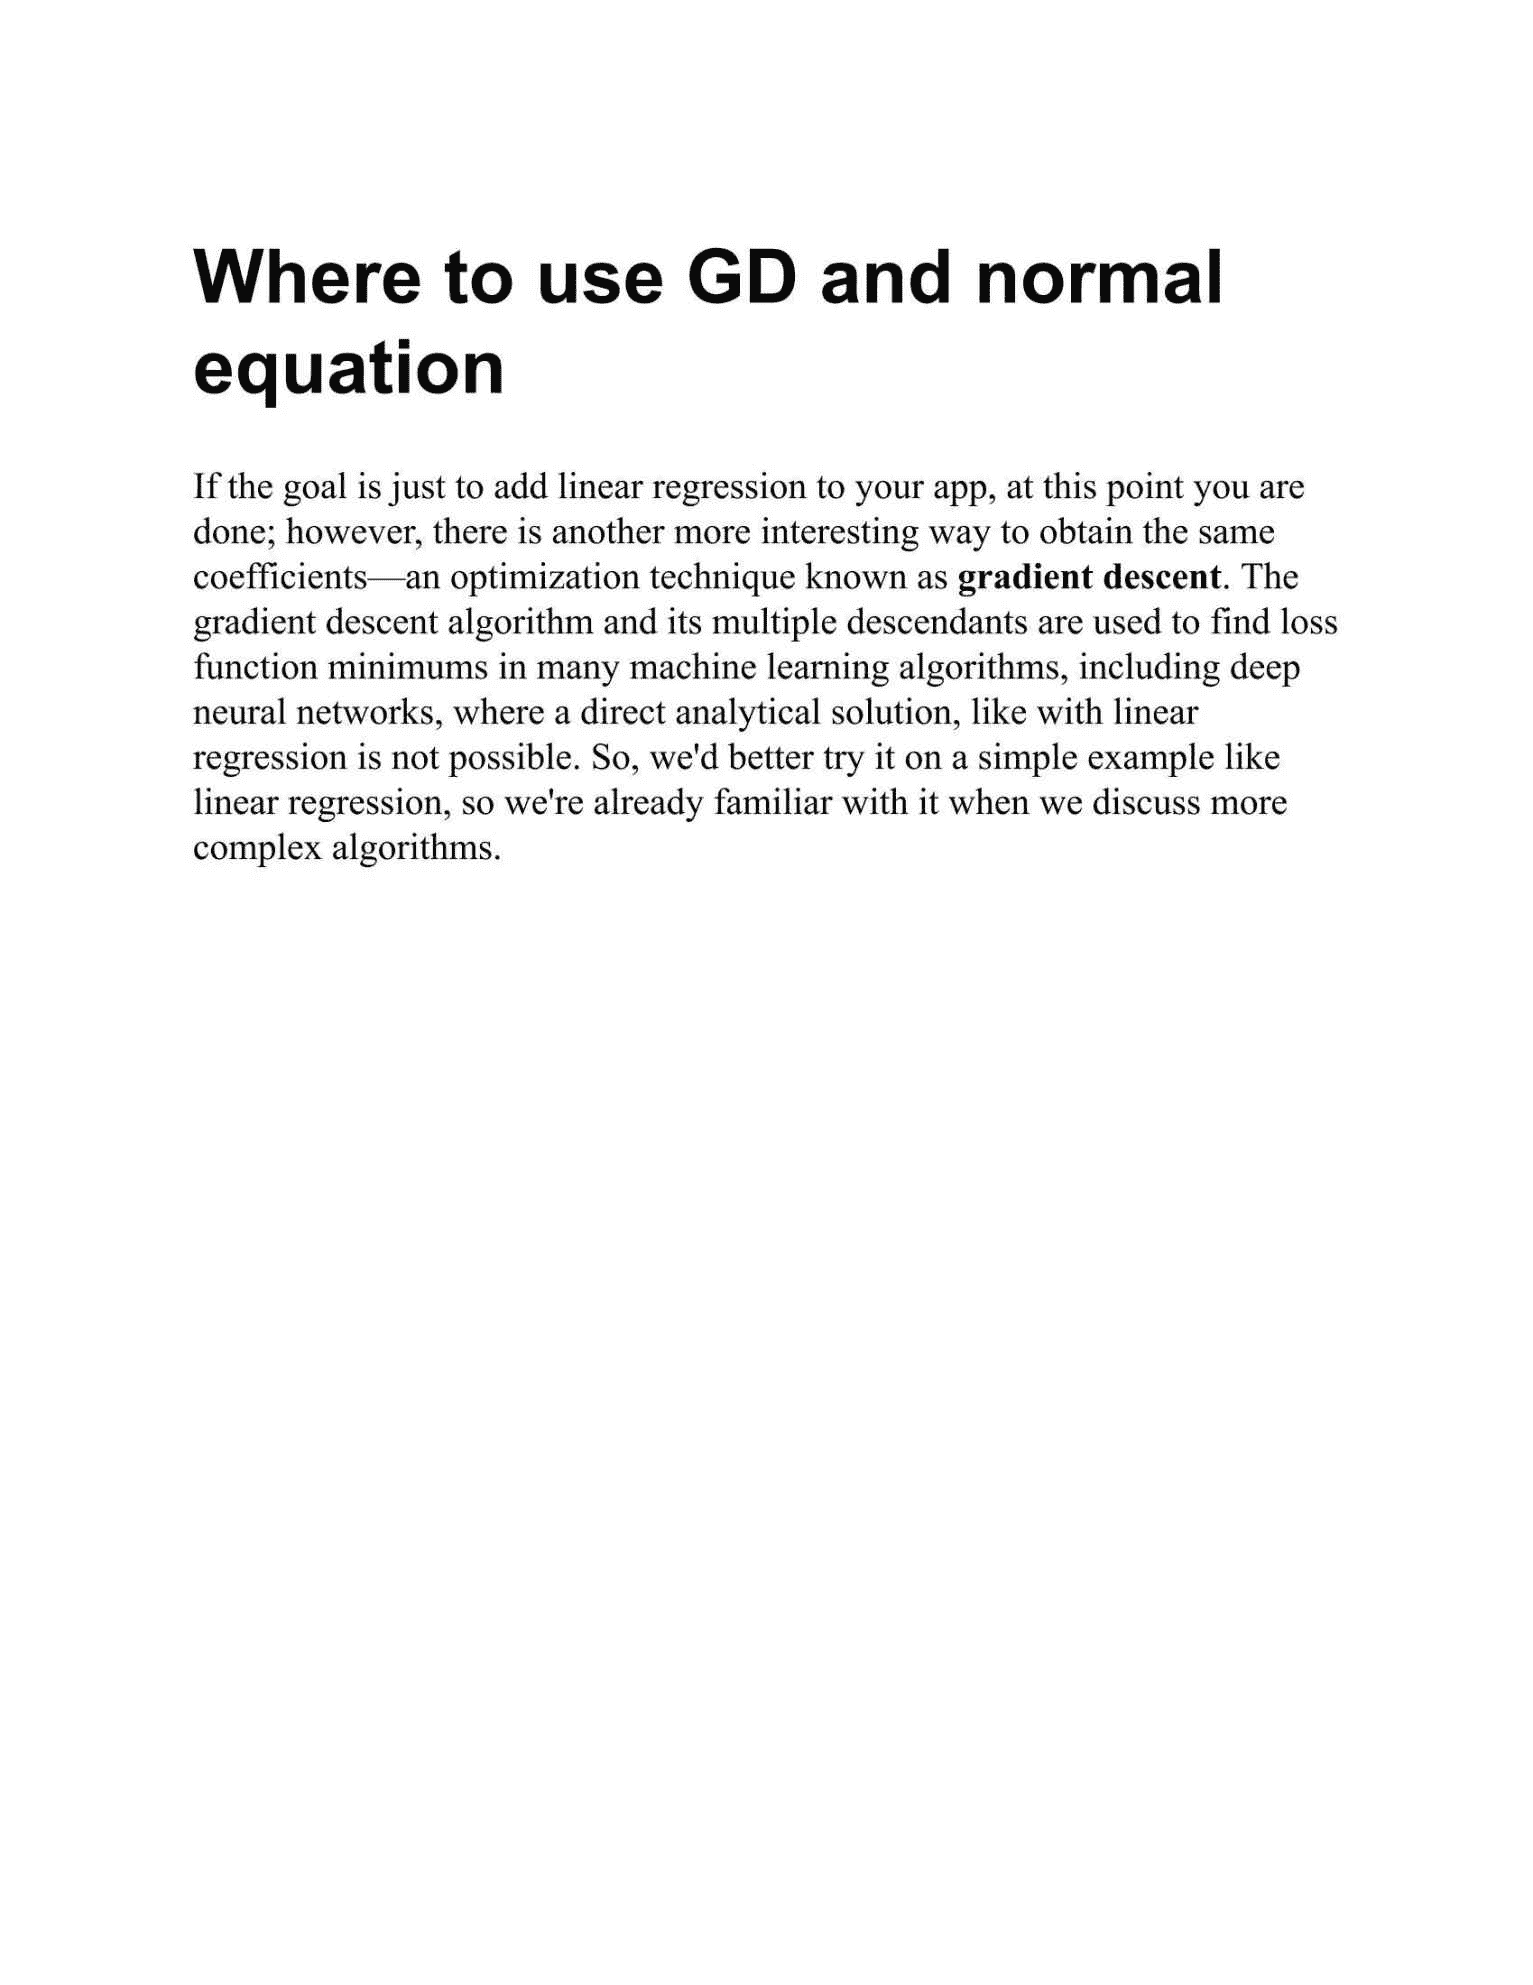 Where to use GD and normal
equation
If the goal is just to add linear regression to your app, at this point you are
done; however, there is another more interesting way to obtain the same
coefficients—an optimization technique known as gradient descent. The
gradient descent algorithm and its multiple descendants are used to find loss
function minimums in many machine learning algorithms, including deep
neural networks, where a direct analytical solution, like with linear
regression is not possible. So, we'd better try it on a simple example like
linear regression, so we're already familiar with it when we discuss more
complex algorithms.